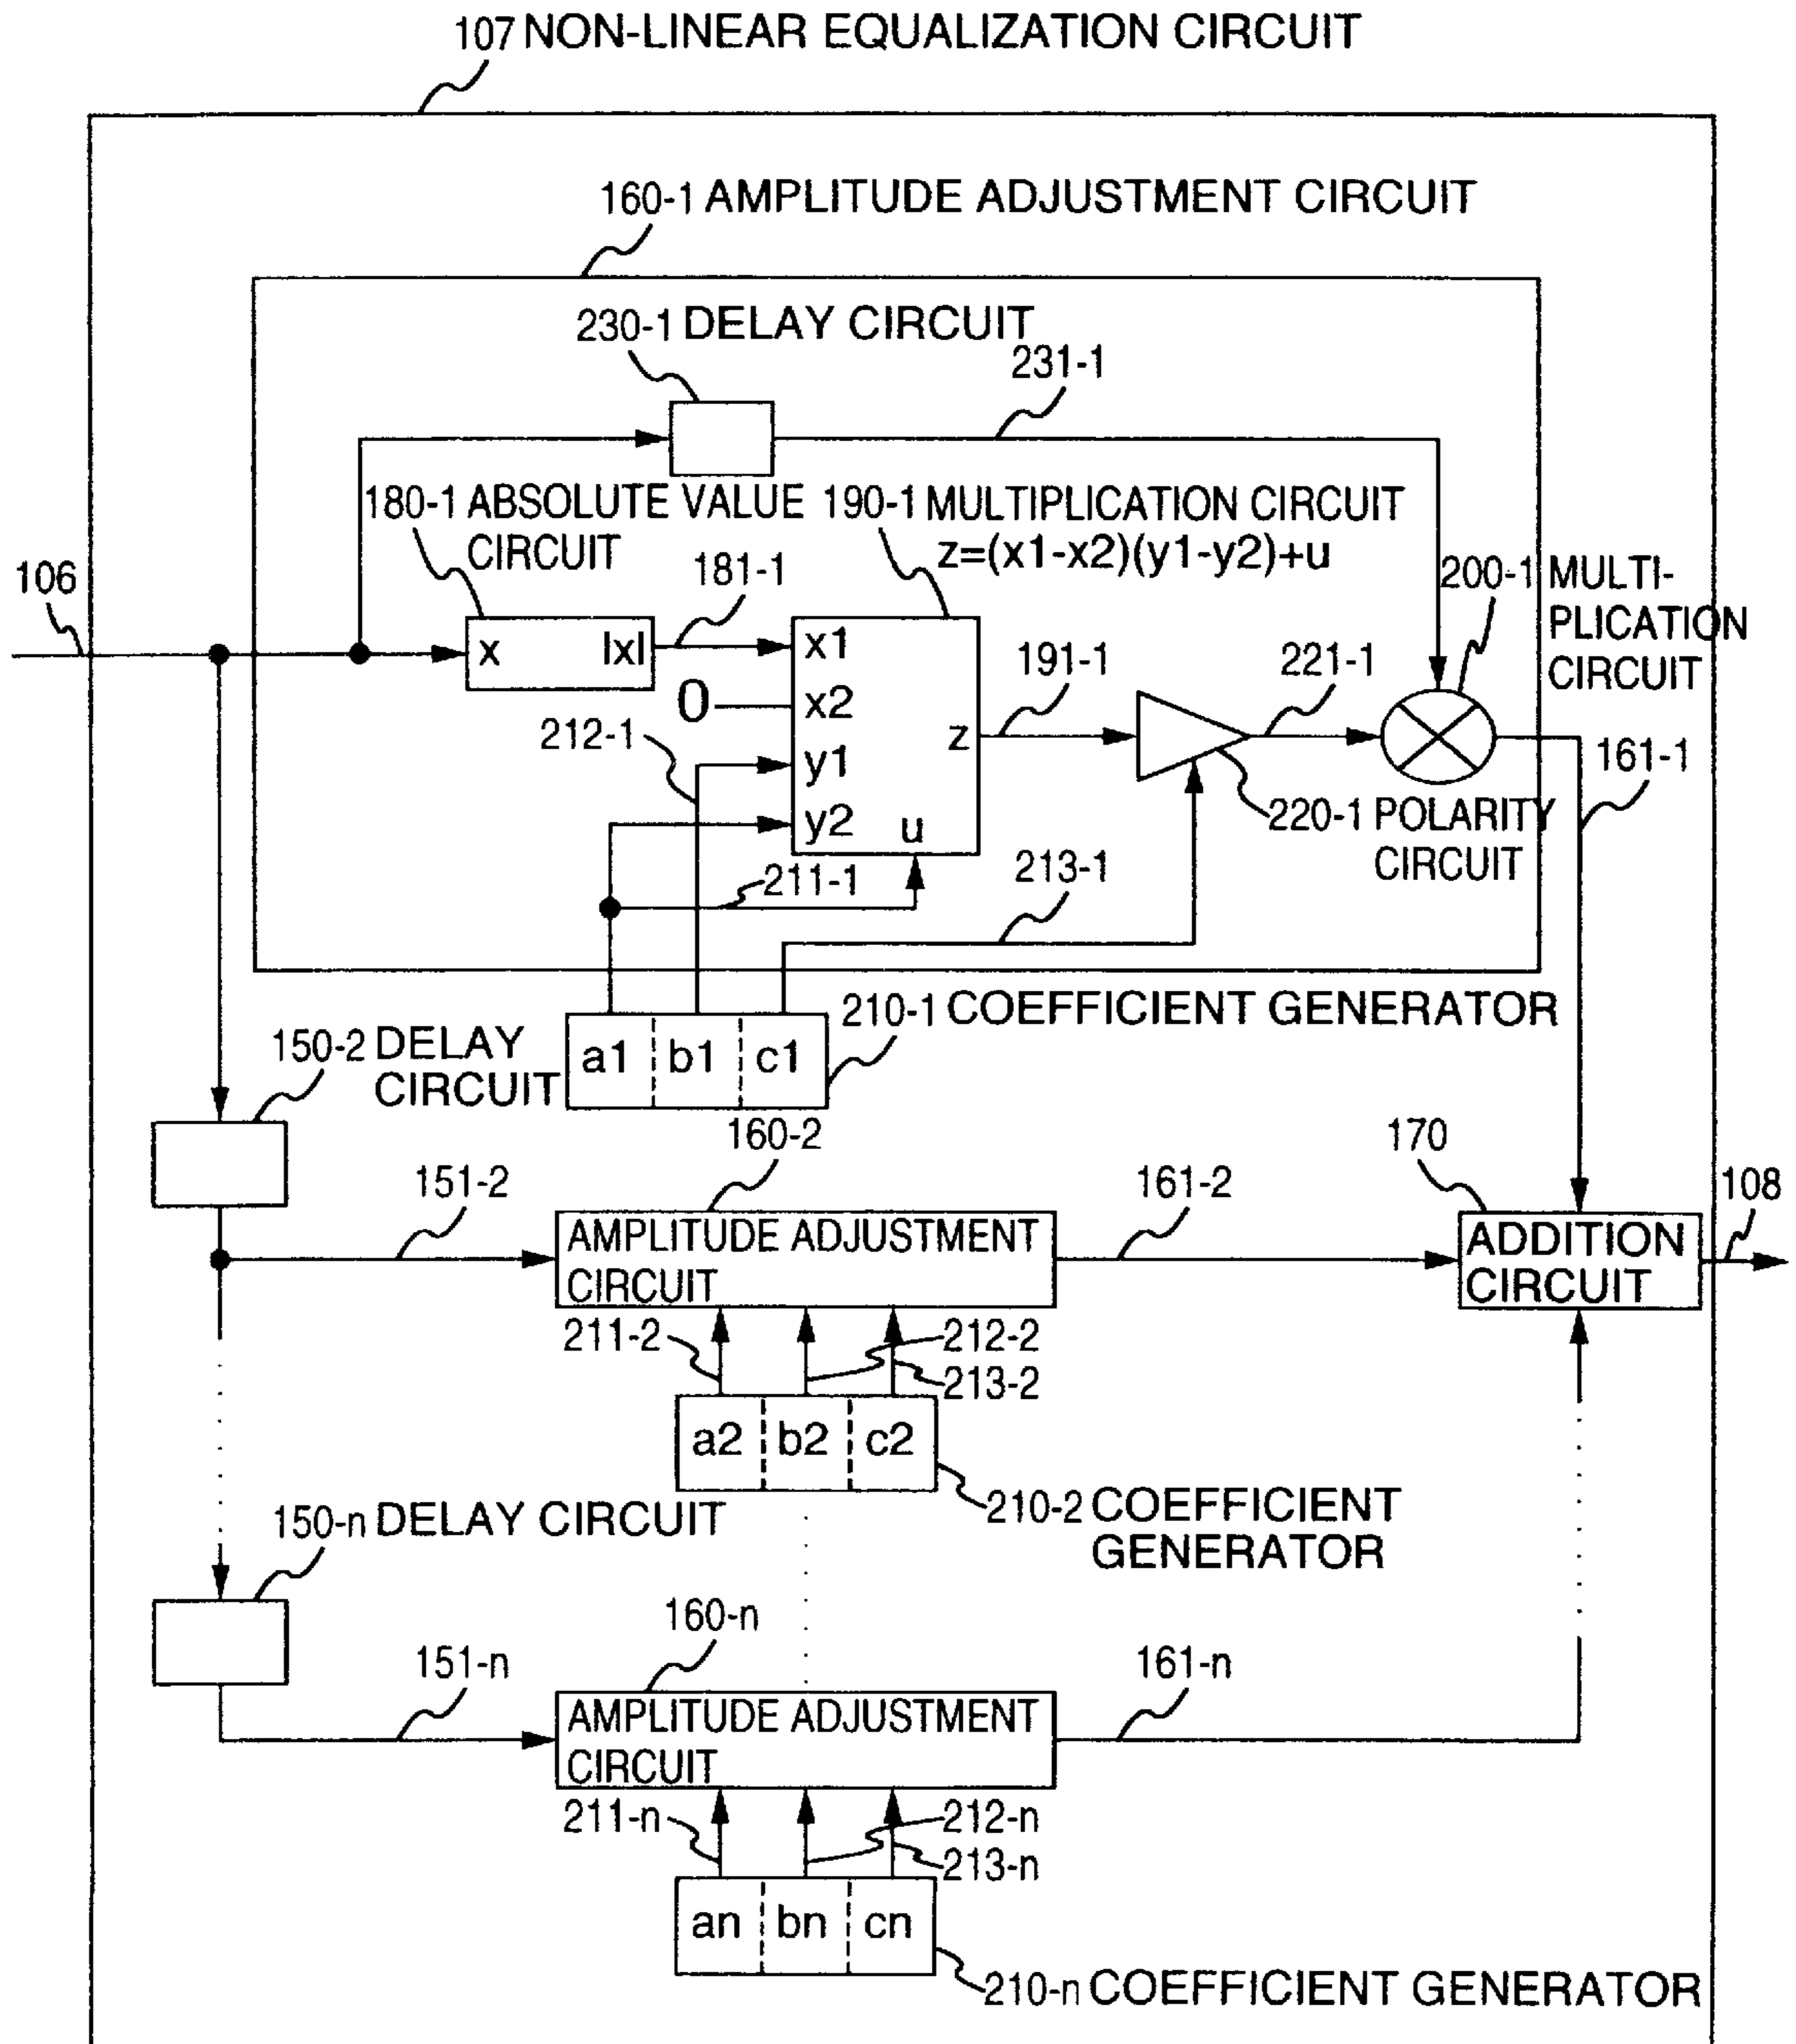 107 NON-LINEAR EQUALIZATION CIRCUIT
160-1 AMPLITUDE ADJUSTMENT CIRCUIT
230-1 DELAY CIRCUIT
231-1
180-1 ABSOLUTE VALUE
CIRCUIT
190-1 MULTIPLICATION CIRCUIT
z=(x1-x2)(y1-y2)+u
106
181-1
200-1 MULTI-
PLICATION
CIRCUIT
x |x|
x1
0
x2
191-1
221-1
212-1
z
y1
161-1
y2
u
220-1 POLARITY
CIRCUIT
211-1
213-1
210-1 COEFFICIENT GENERATOR
150-2 DELAY
CIRCUIT
a1 b1 c1
160-2
170
151-2
161-2
108
AMPLITUDE ADJUSTMENT
CIRCUIT
ADDITION
CIRCUIT
211-2
212-2
213-2
a2 b2 c2
210-2 COEFFICIENT
GENERATOR
150-n DELAY CIRCUIT
160-n
151-n
161-n
AMPLITUDE ADJUSTMENT
CIRCUIT
211-n
212-n
213-n
an bn cn
210-n COEFFICIENT GENERATOR